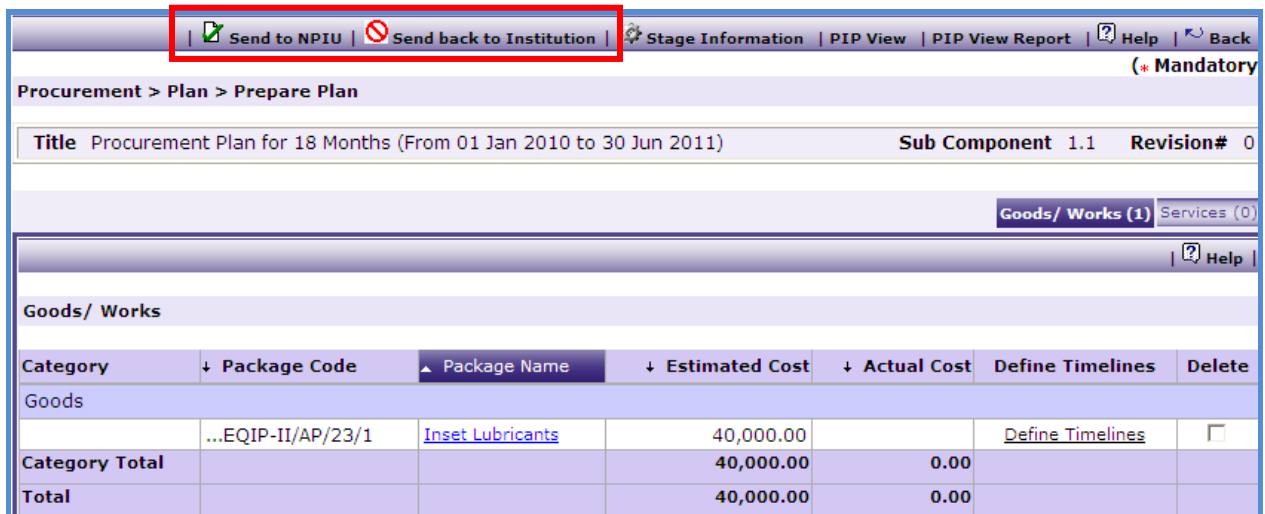 | Send to NPIU | Send back to Institution | Stage Information | PIP View | PIP View Report | Help | Back
(* Mandatory
Procurement > Plan > Prepare Plan
Title Procurement Plan for 18 Months (From 01 Jan 2010 to 30 Jun 2011) Sub Component 1.1 Revision# 0
Goods/ Works (1) Services (0)
| Help |
Goods/ Works
Category Package Code Package Name Estimated Cost Actual Cost Define Timelines Delete
Goods
...EQIP-II/AP/23/1 Inset Lubricants 40,000.00 Define Timelines
Category Total 40,000.00 0.00
Total 40,000.00 0.00